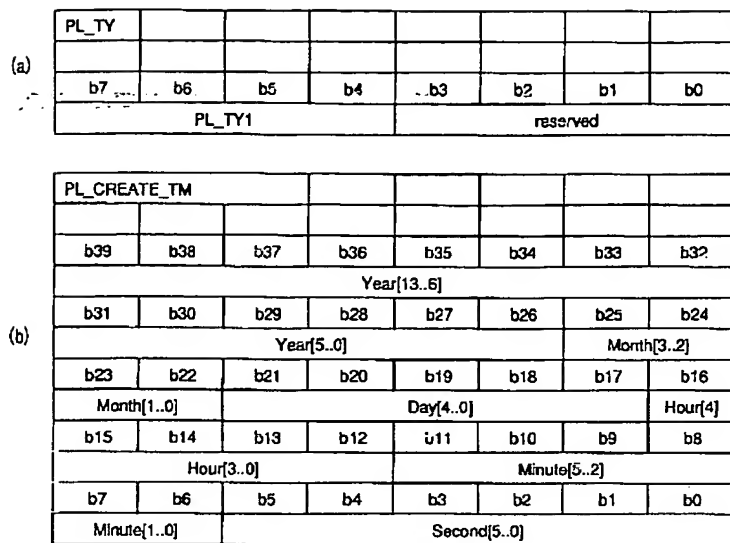 PL_TY
(a)
b7 b6 b5 b4 b3 b2 b1 b0
PL_TY1 reserved
PL_CREATE_TM
b39 b38 b37 b36 b35 b34 b33 b32
Year[13..6]
b31 b30 b29 b28 b27 b26 b25 b24
(b)
Year[5..0] Month[3..2]
b23 b22 b21 b20 b19 b18 b17 b16
Month[1..0] Day[4..0] Hour[4]
b15 b14 b13 b12 b11 b10 b9 b8
Hour[3..0] Minute[5..2]
b7 b6 b5 b4 b3 b2 b1 b0
Minute[1..0] Second[5..0]